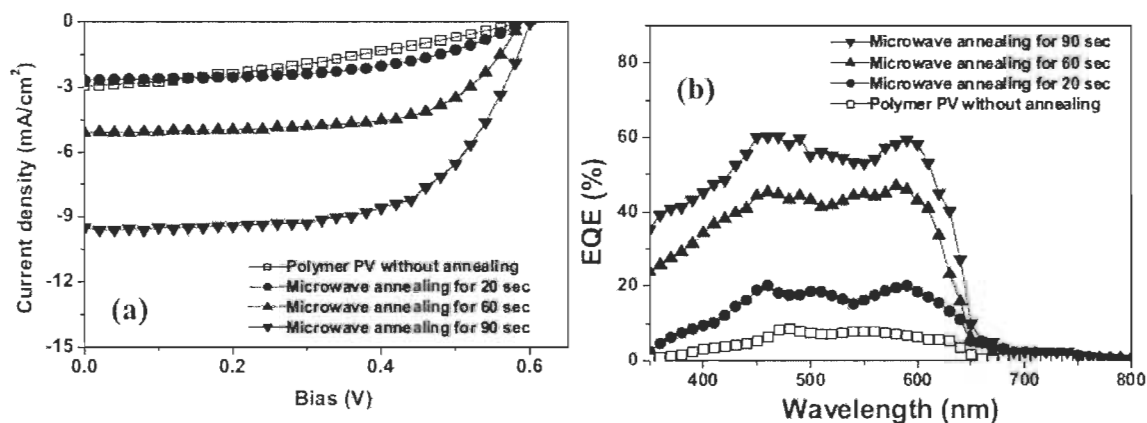 0
-3
-6
-9
-12
-15
Current density (mA/cm²)
0.0
0.2
0.4
0.6
Bias (V)
Polymer PV without annealing
Microwave annealing for 20 sec
Microwave annealing for 60 sec
Microwave annealing for 90 sec
(a)
80
60
40
20
0
EQE (%)
400
500
600
700
800
Wavelength (nm)
Microwave annealing for 90 sec
Microwave annealing for 60 sec
Microwave annealing for 20 sec
Polymer PV without annealing
(b)